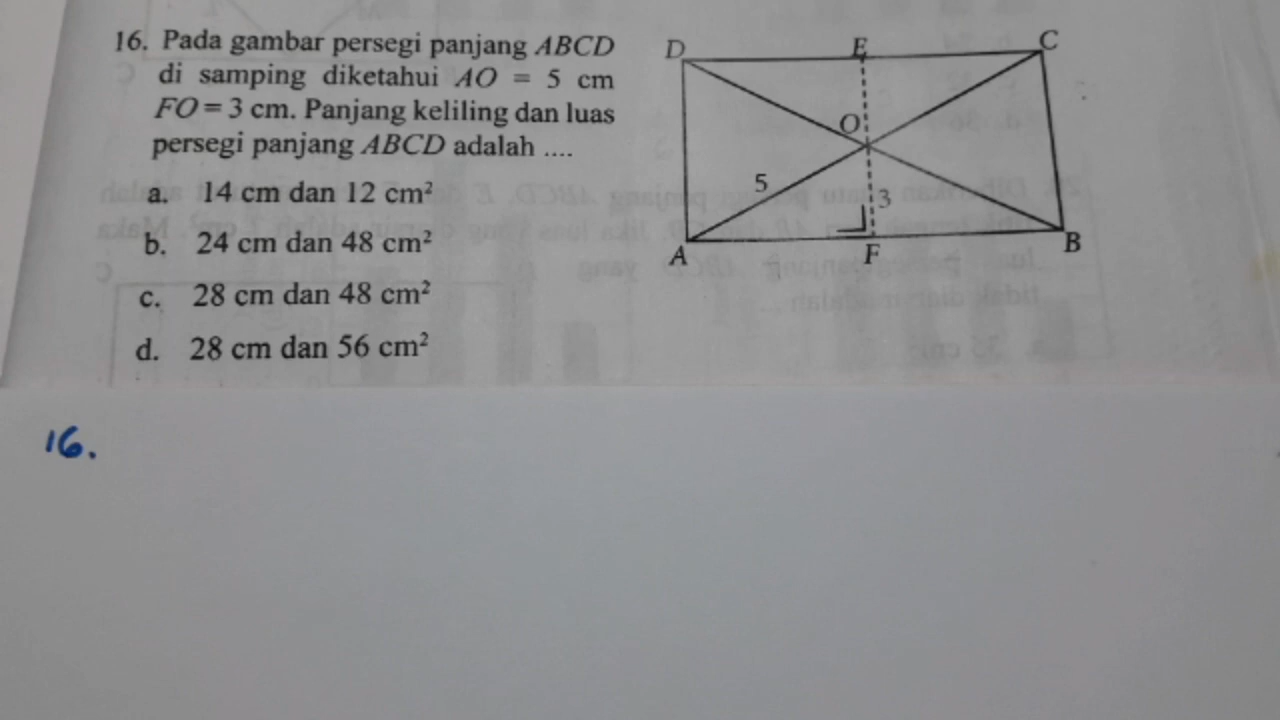 16. Pada gambar persegi panjang ABCD
di samping diketahui AO = 5 cm
FO = 3 cm. Panjang keliling dan luas
persegi panjang ABCD adalah ....
a. 14 cm dan 12 cm²
b. 24 cm dan 48 cm²
c. 28 cm dan 48 cm²
d. 28 cm dan 56 cm²
D E C
O
5 3
A F B
16.